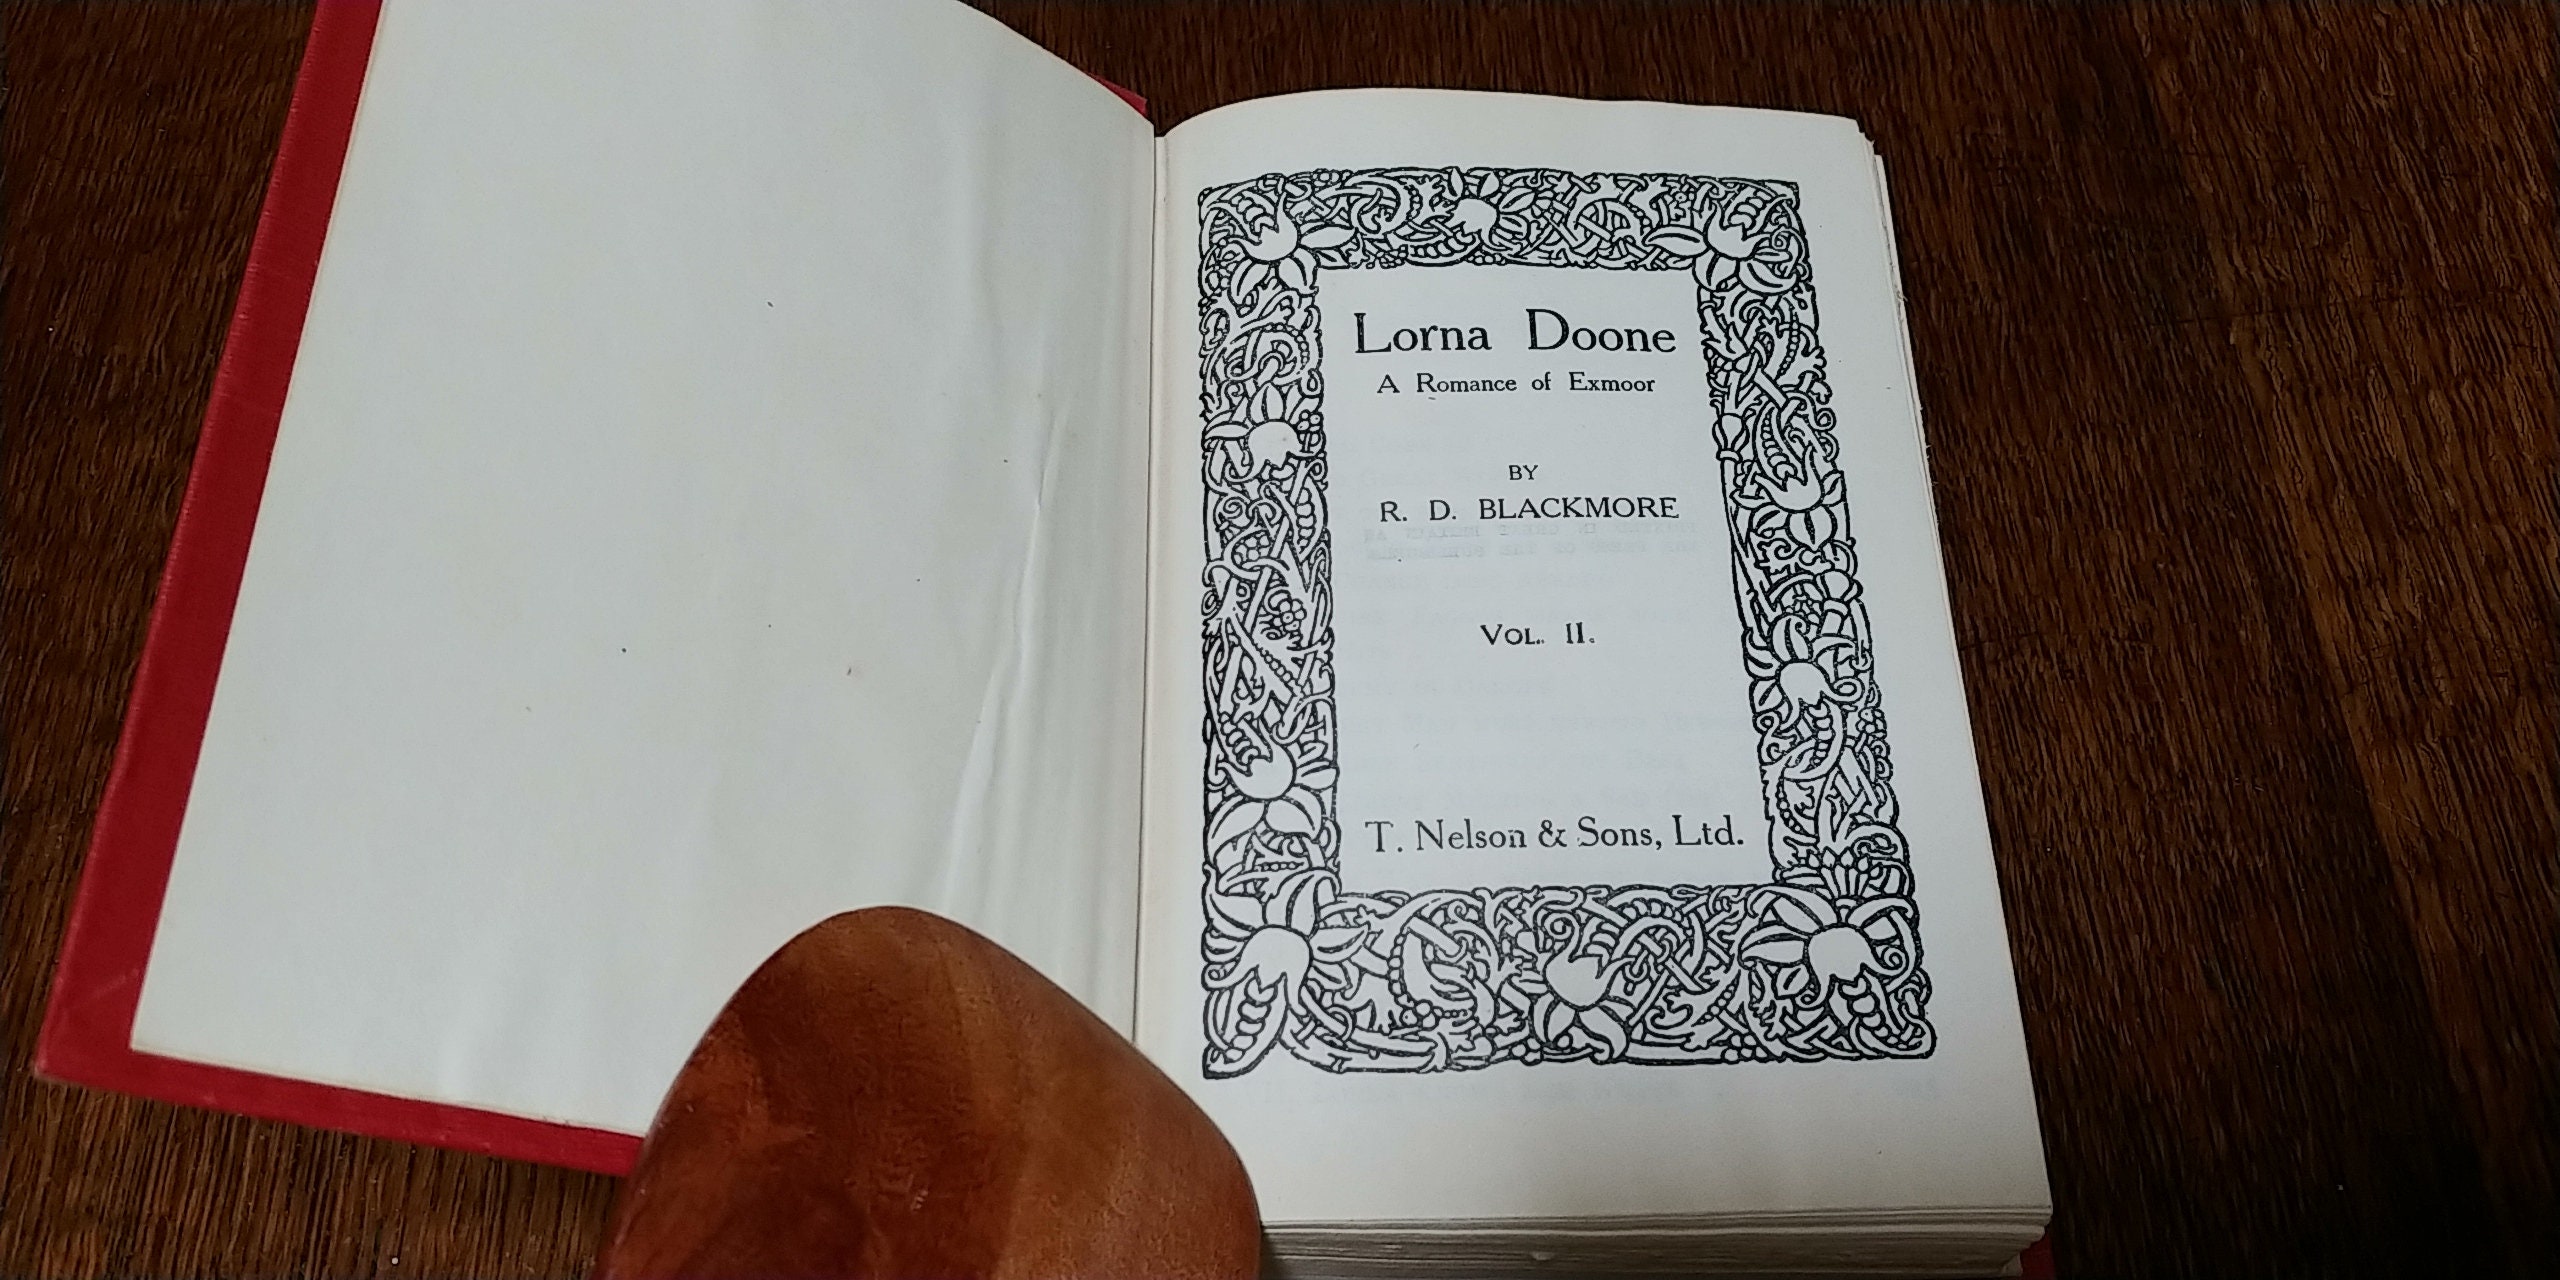 Lorna Doone
A Romance of Exmoor
BY
R. D. BLACKMORE
VOL. II.
T. Nelson & Sons, Ltd.